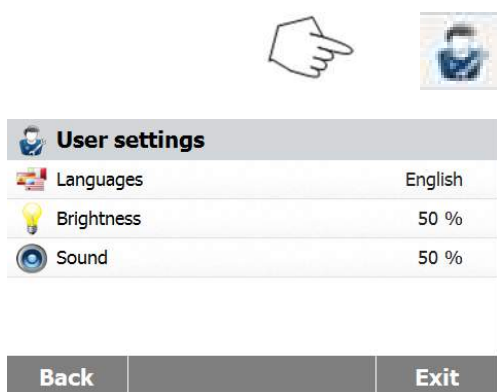 User settings
Languages English
Brightness 50 %
Sound 50 %
Back Exit